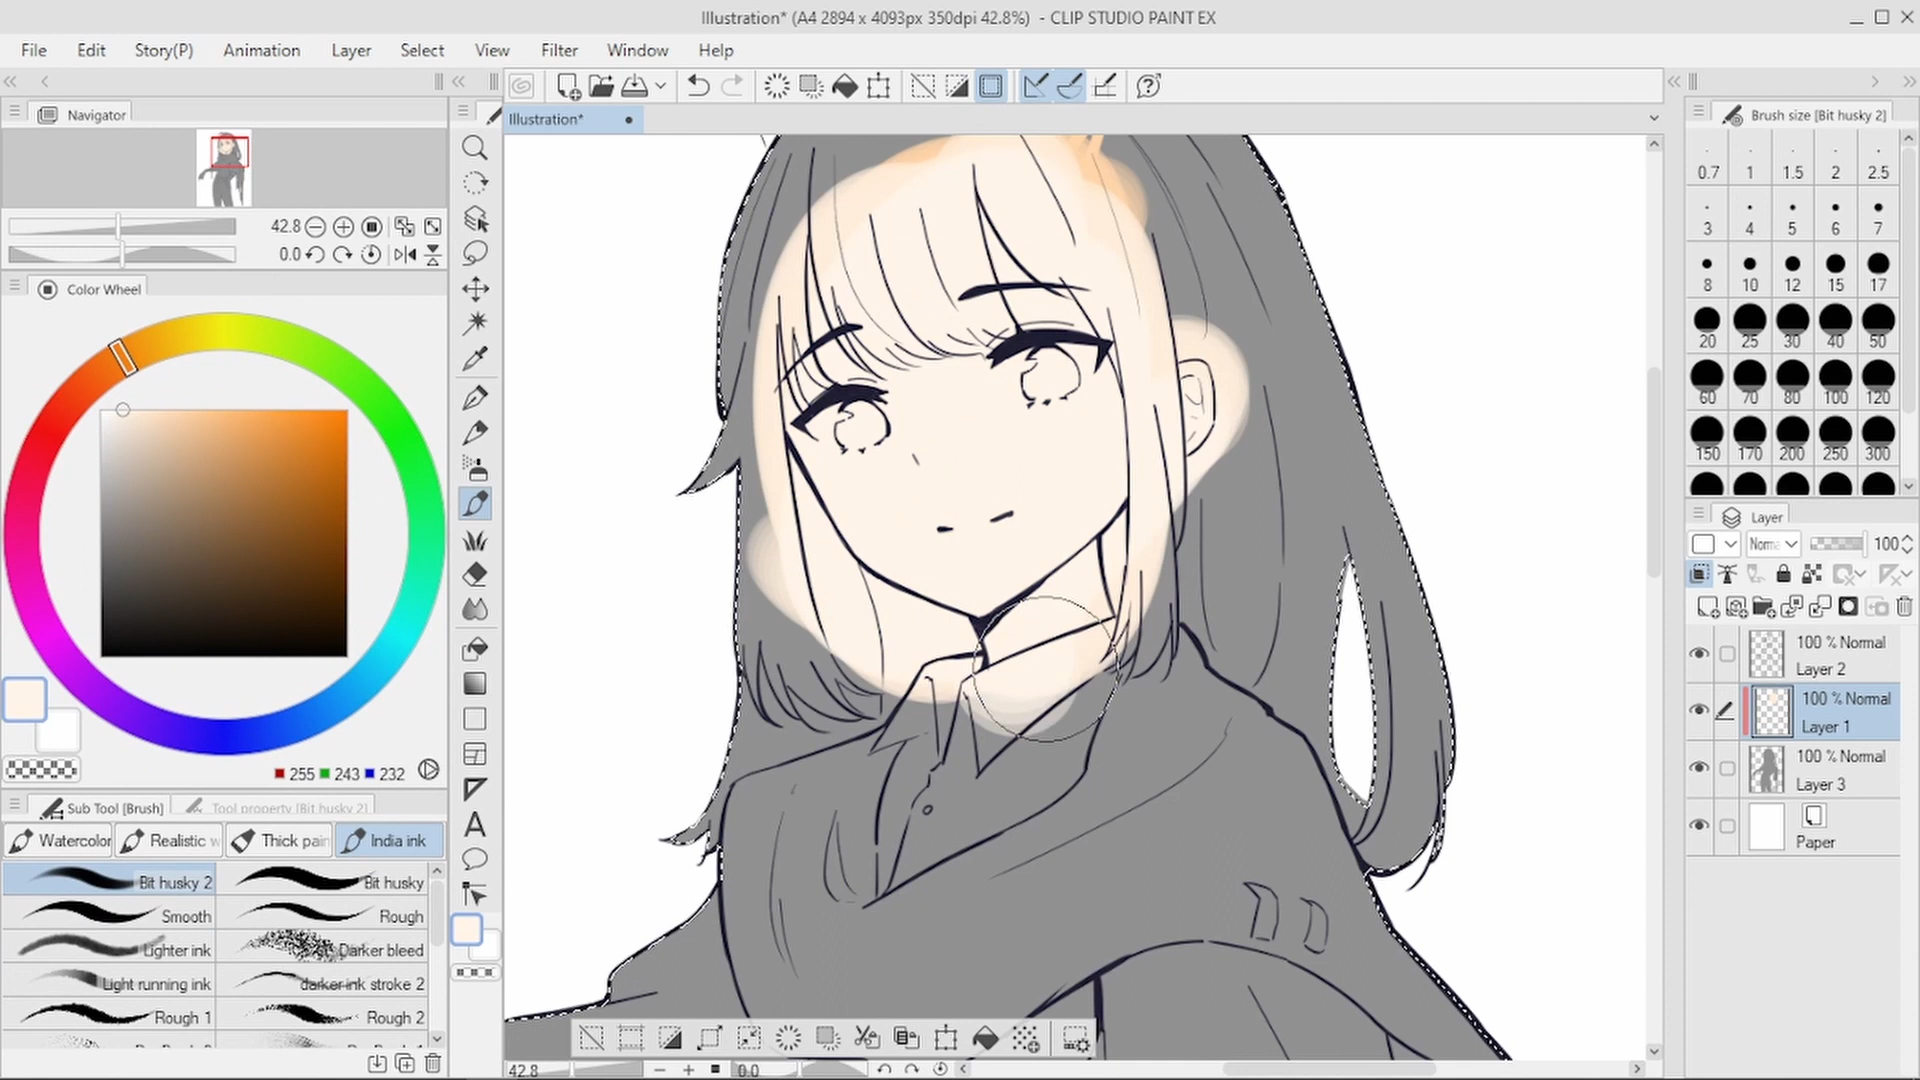 Illustration* (A4 2894 x 4093px 350dpi 42.8%) - CLIP STUDIO PAINT EX
File Edit Story(P) Animation Layer Select View Filter Window Help
Navigator
Illustration*
Brush size [Bit husky 2]
42.8
0.0
Color Wheel
0.7 1 1.5 2 2.5
3 4 5 6 7
8 10 12 15 17
20 25 30 40 50
60 70 80 100 120
150 170 200 250 300
Layer
100
100 % Normal
Layer 2
100 % Normal
Layer 1
100 % Normal
Layer 3
Paper
255 243 232
Sub Tool [Brush] Tool property [Bit husky 2]
Watercolor Realistic w Thick pain India ink
Bit husky 2 Bit husky
Smooth Rough
Lighter ink Darker bleed
Light running ink darker ink stroke 2
Rough 1 Rough 2
A
42.8 0.0